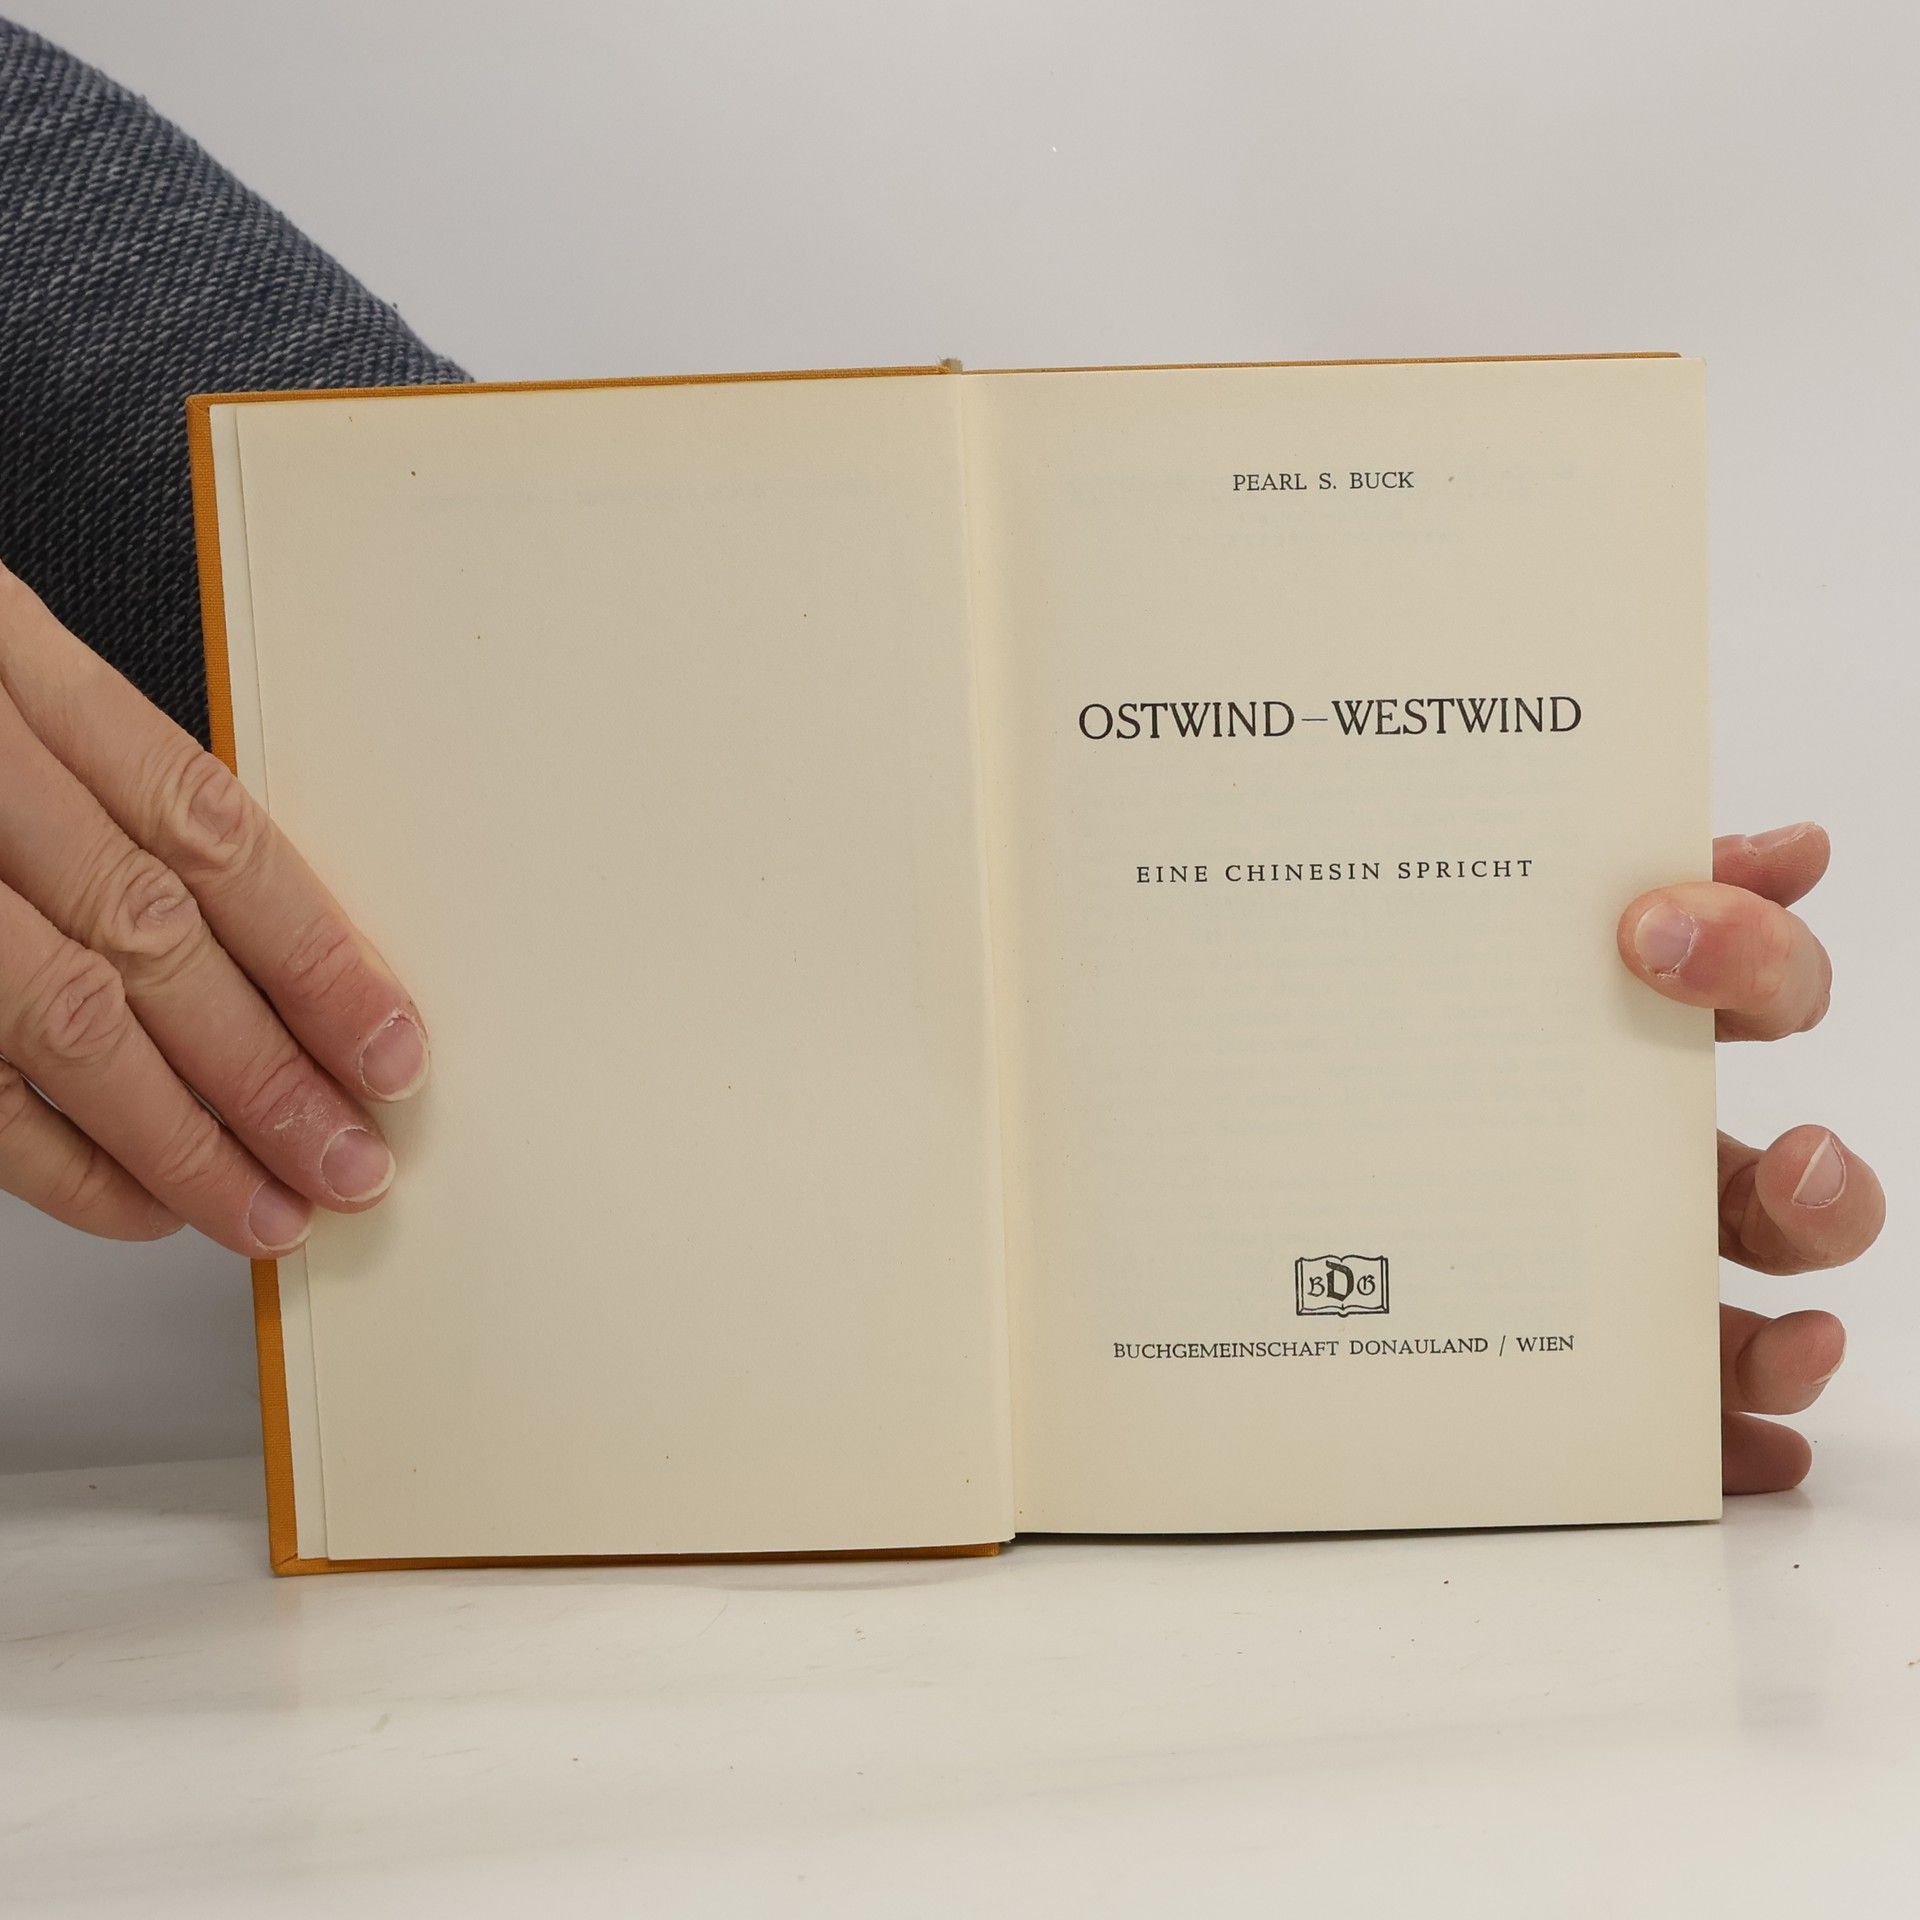 PEARL S. BUCK
OSTWIND–WESTWIND
EINE CHINESIN SPRICHT
BDG
BUCHGEMEINSCHAFT DONAULAND / WIEN